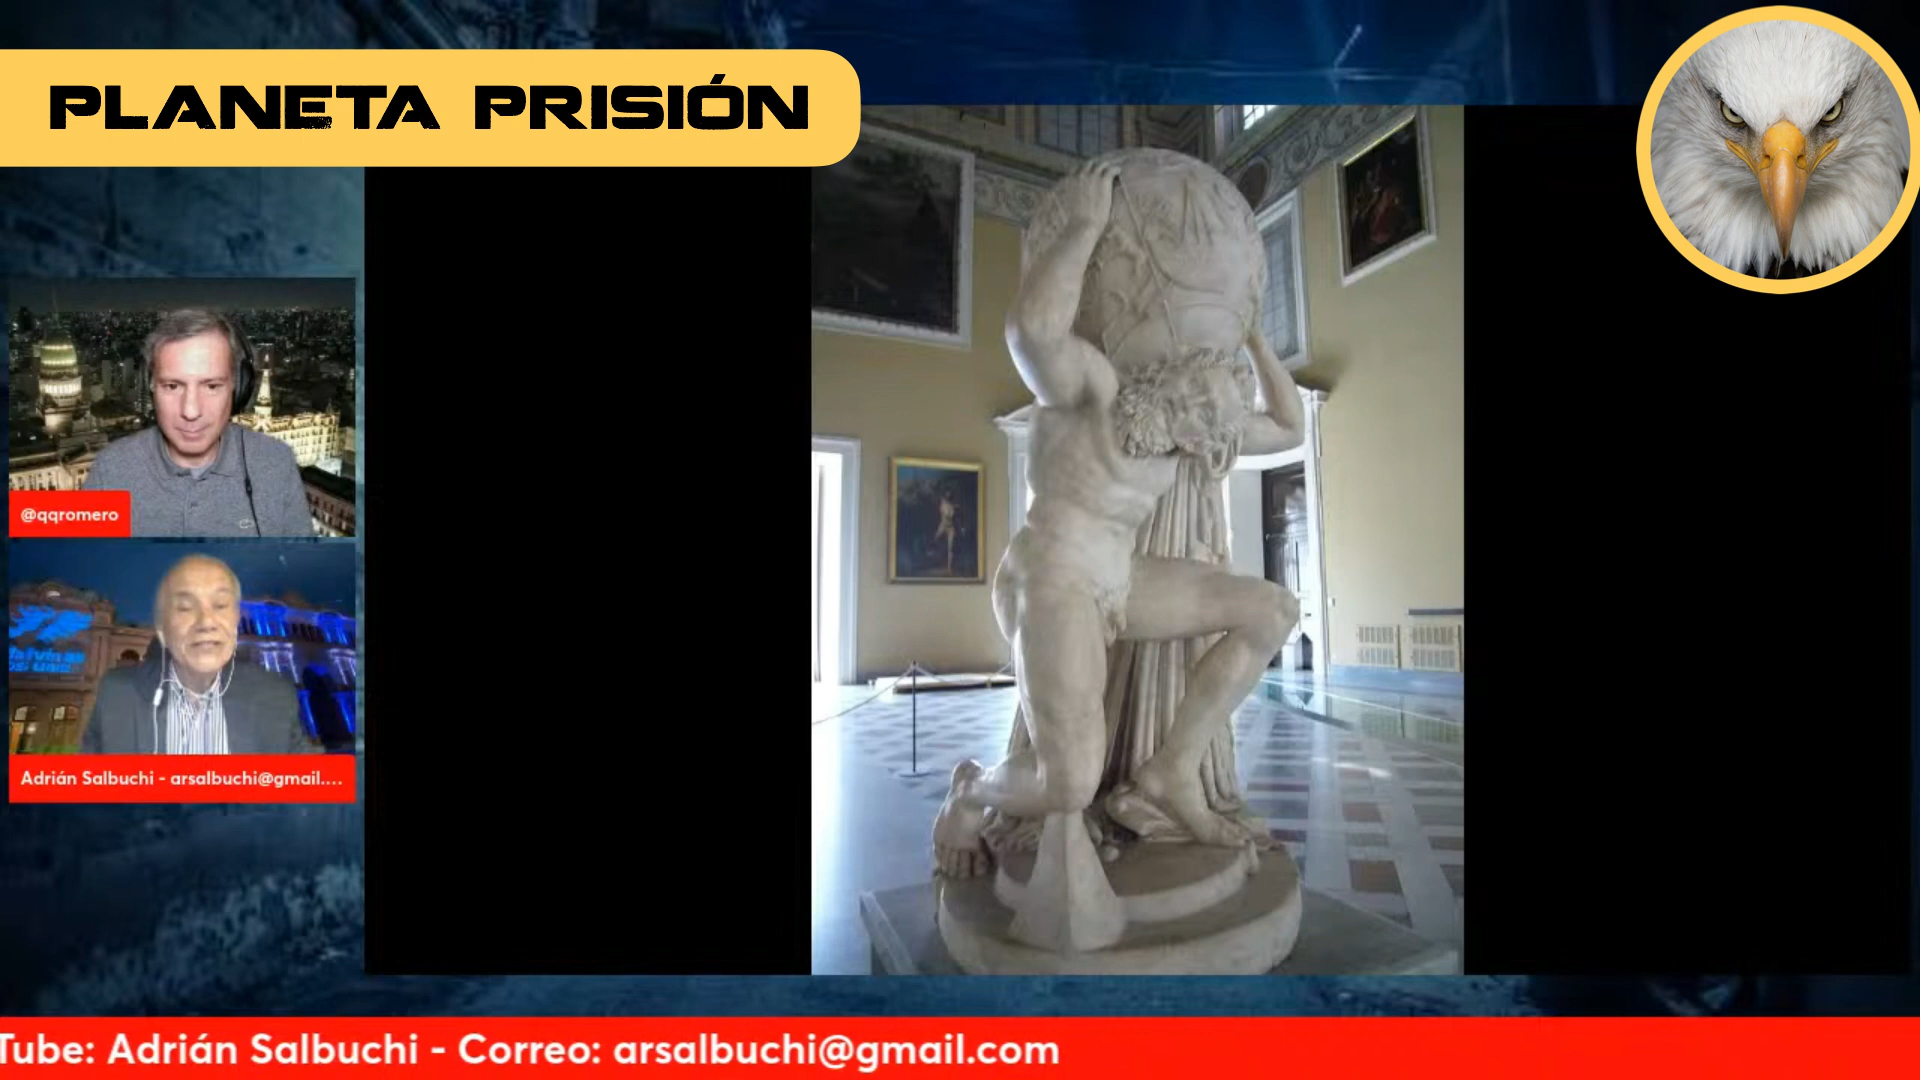 PLANETA PRISIÓN
@qqromero
Adrián Salbuchi - arsalbuchi@gmail....
Tube: Adrián Salbuchi - Correo: arsalbuchi@gmail.com